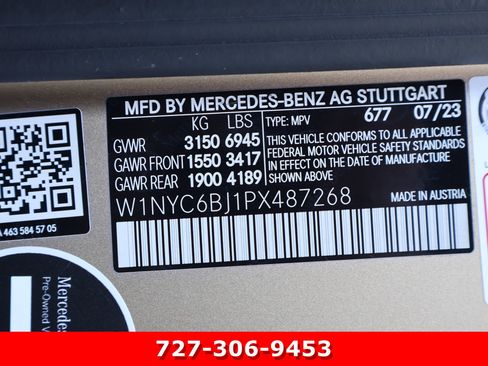 MFD BY MERCEDES-BENZ AG STUTTGART
KG LBS TYPE: MPV 677 07/23
GVWR 3150 6945
GAWR FRONT 1550 3417
GAWR REAR 1900 4189
THIS VEHICLE CONFORMS TO ALL APPLICABLE
FEDERAL MOTOR VEHICLE SAFETY STANDARDS
IN EFFECT ON THE DATE OF MANUFACTURE
SHOWN ABOVE
W1NYC6BJ1PX487268
MADE IN AUSTRIA
A 463 584 57 05
Mercedes
Pre-Owned
727-306-9453